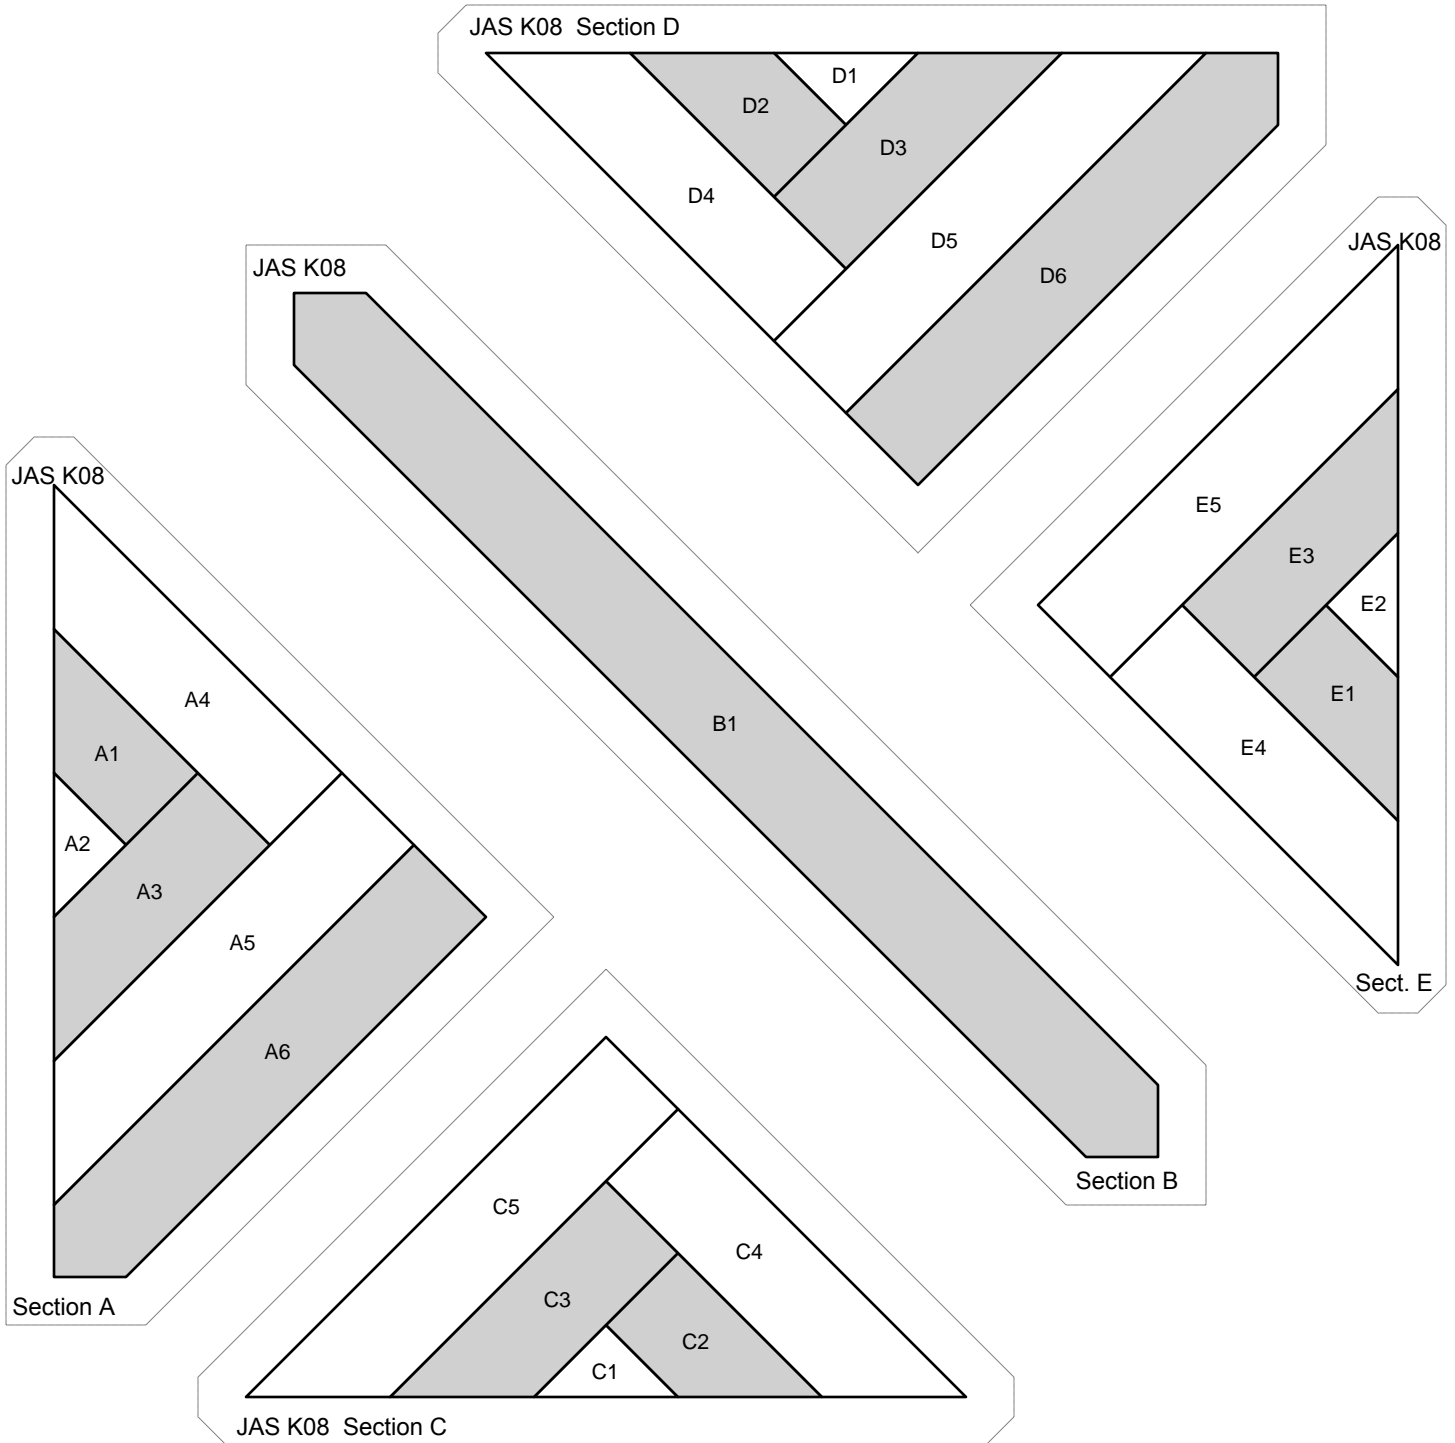 JAS K08  Section D
D1
D2
D3
D4
D5
D6
JAS K08
E5
E3
E2
E1
E4
Sect. E
JAS K08
B1
Section B
JAS K08
A4
A1
A2
A3
A5
A6
Section A
C5
C4
C3
C2
C1
JAS K08  Section C